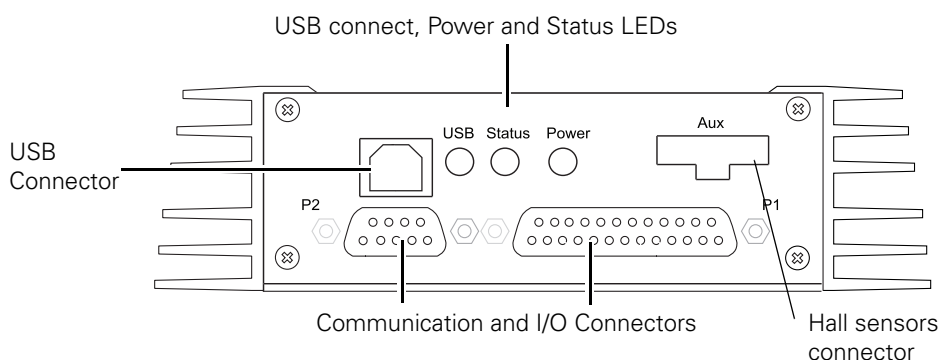 USB connect, Power and Status LEDs
USB Status Power
Aux
USB
Connector
P2
P1
Communication and I/O Connectors
Hall sensors
connector